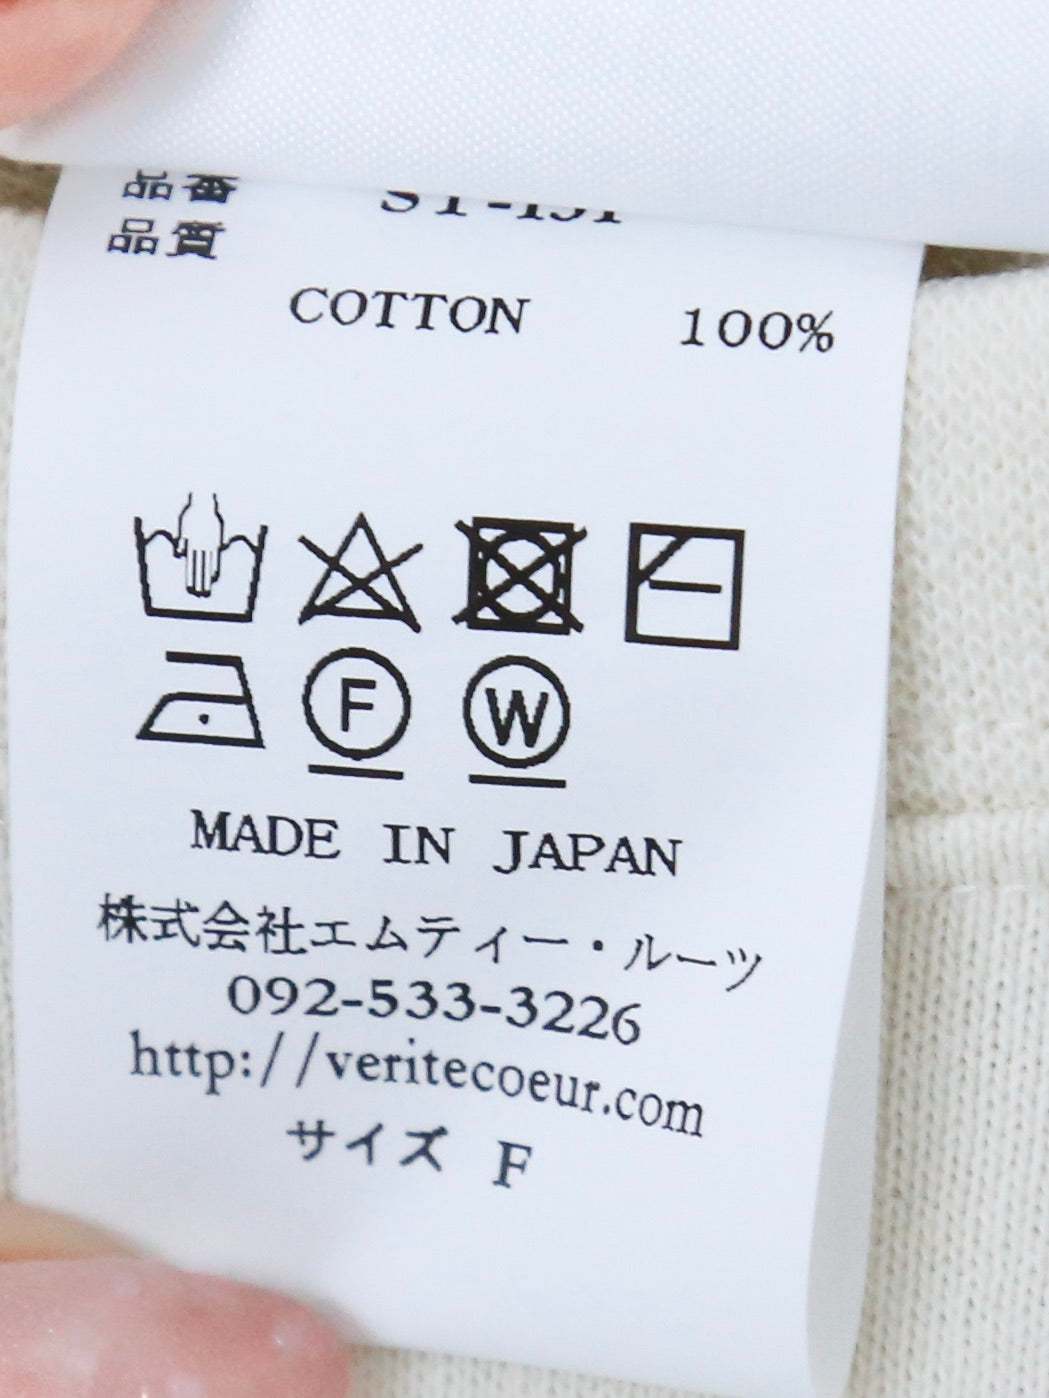 品番
品質
COTTON 100%
F W
MADE IN JAPAN
株式会社エムティー・ルーツ
092-533-3226
http://veritecoeur.com
サイズ F